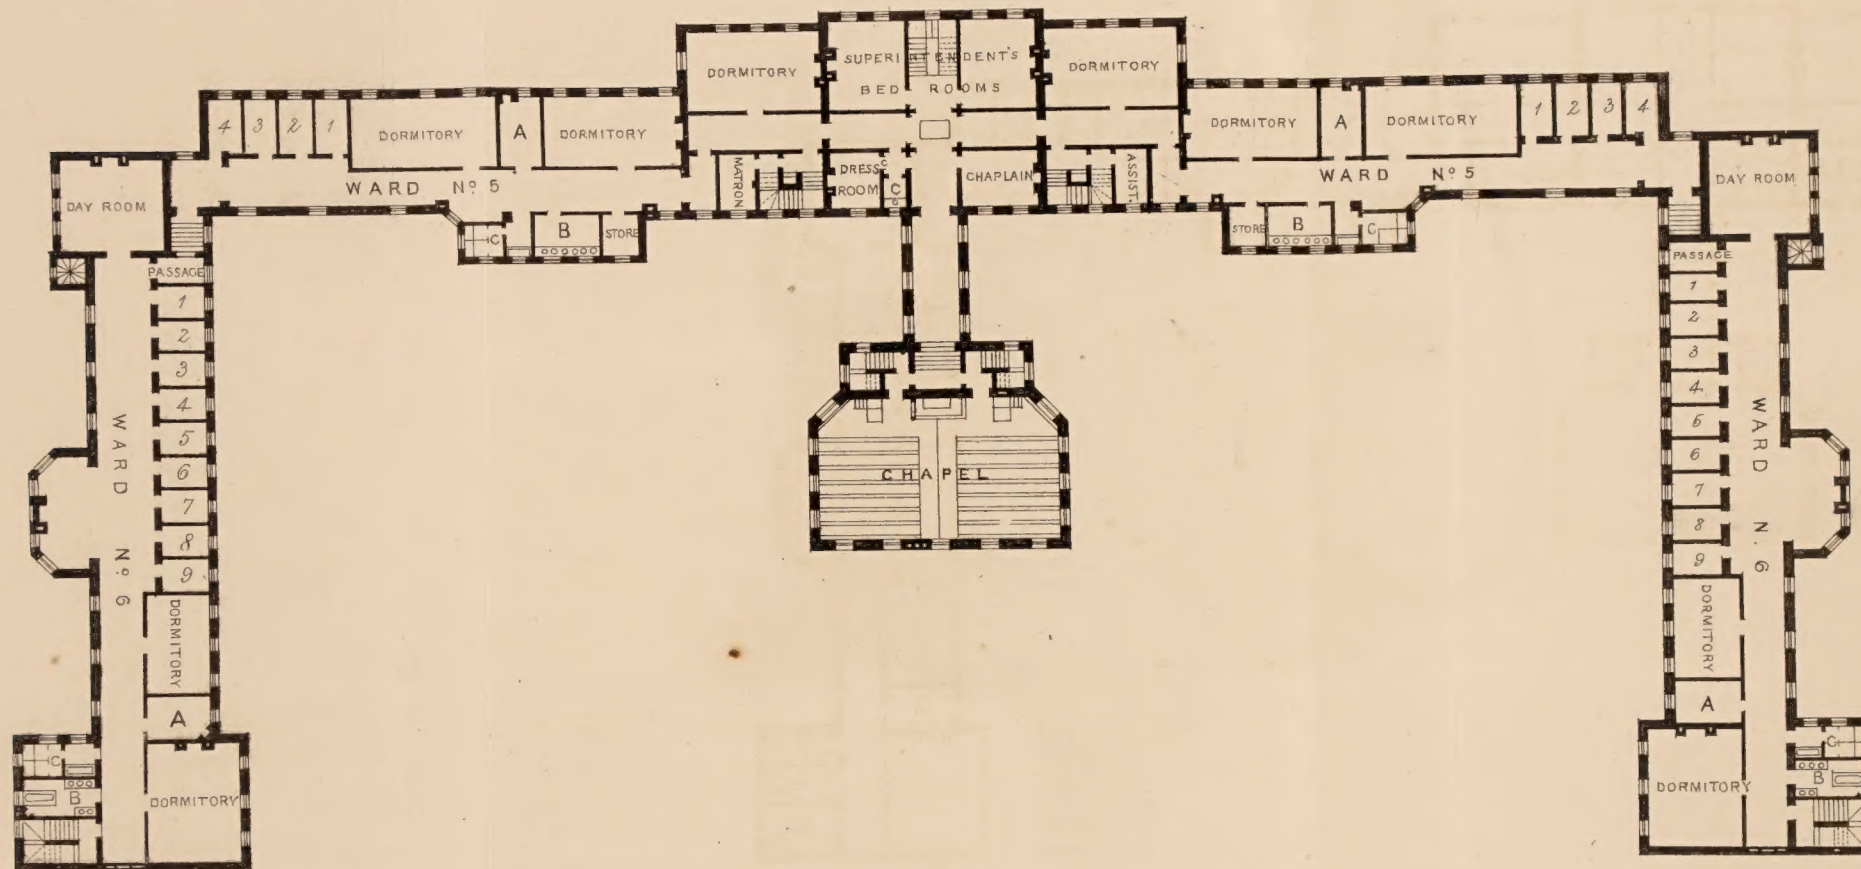 DORMITORY
SUPERINTENDENT'S
BED ROOMS
DORMITORY
4 3 2 1
DORMITORY
A
DORMITORY
DORMITORY
A
DORMITORY
1 2 3 4
MATRON
DRESS
ROOM
C
C
CHAPLAIN
ASSIST.
WARD Nº 5
WARD Nº 5
DAY ROOM
DAY ROOM
C
B
STORE
STORE
B
C
PASSAGE
1
2
3
4
5
6
7
8
9
WARD Nº 6
DORMITORY
A
C
B
DORMITORY
CHAPEL
PASSAGE
1
2
3
4
6
6
7
8
9
WARD N. 6
DORMITORY
A
C
B
DORMITORY